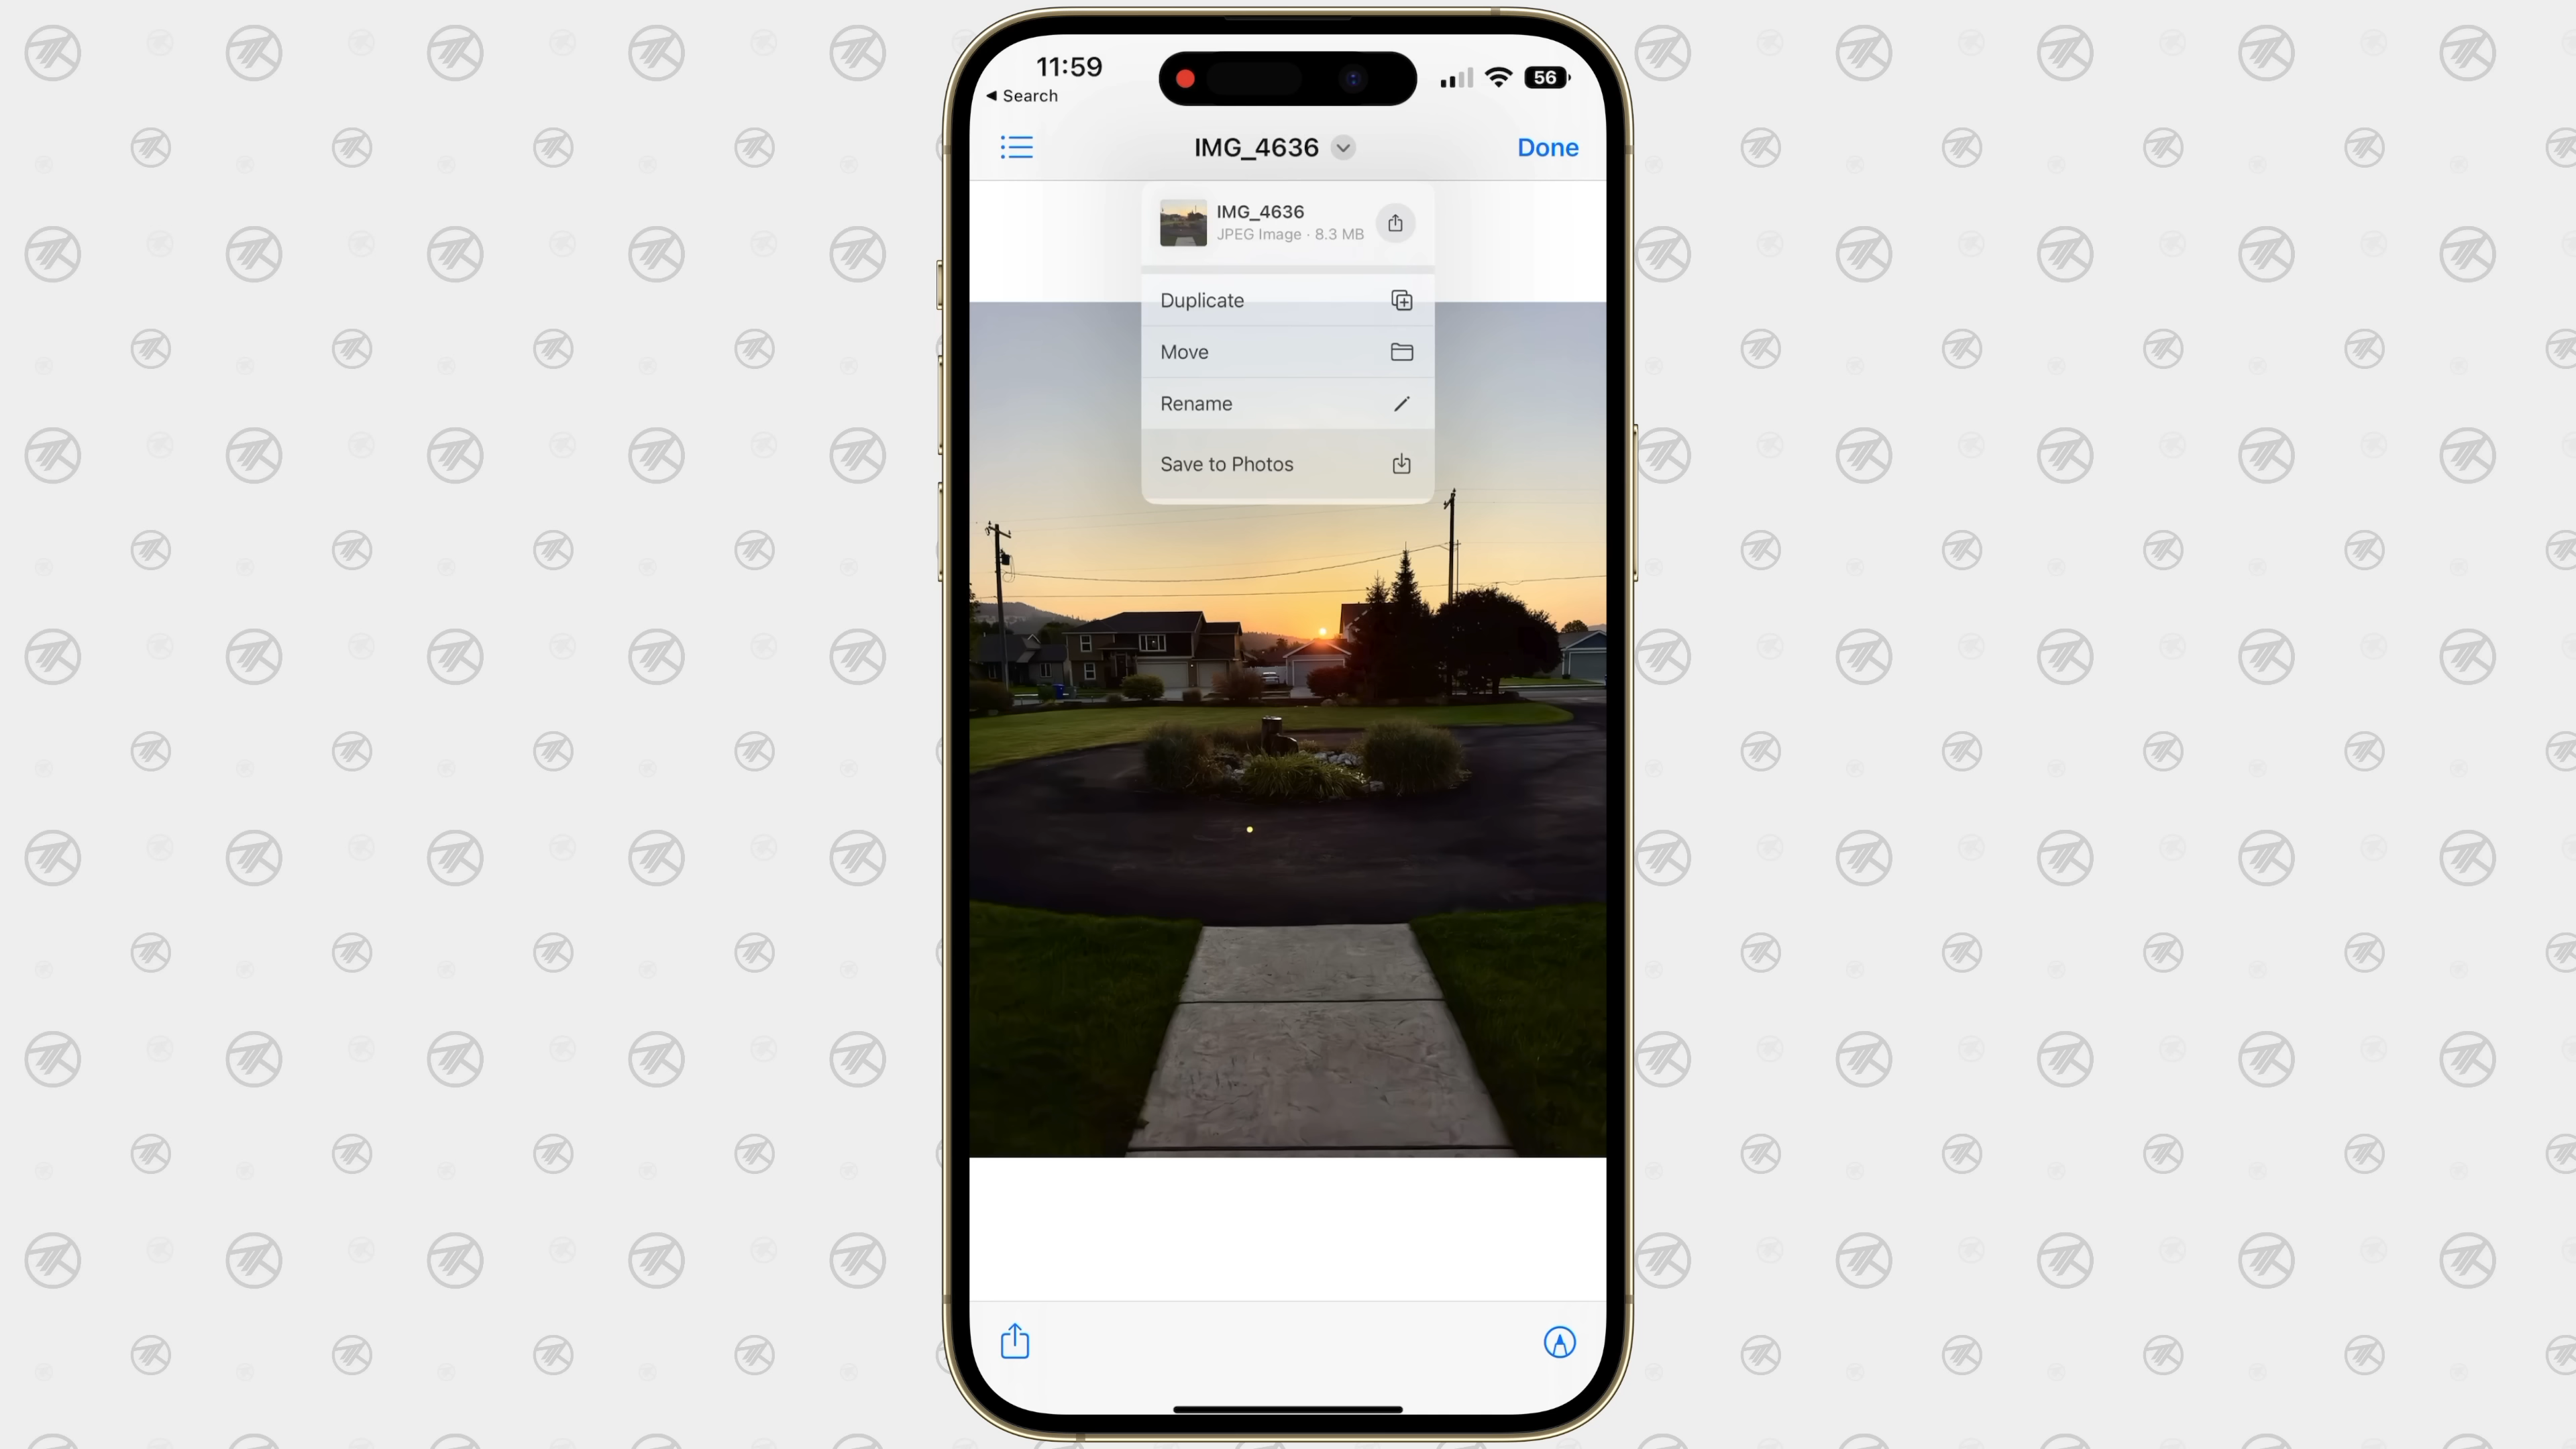 11:59
56
◀ Search
IMG_4636
Done
IMG_4636
JPEG Image · 8.3 MB
Duplicate
Move
Rename
Save to Photos